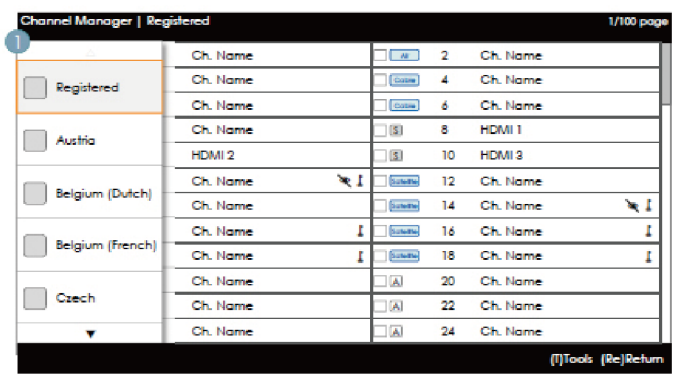 Channel Manager | Registered 1/100 page
1
Registered
Austria
Belgium (Dutch)
Belgium (French)
Czech
▼
Ch. Name Air 2 Ch. Name
Ch. Name Cable 4 Ch. Name
Ch. Name Cable 6 Ch. Name
Ch. Name S 8 HDMI 1
HDMI 2 S 10 HDMI 3
Ch. Name Satellite 12 Ch. Name
Ch. Name Satellite 14 Ch. Name
Ch. Name Satellite 16 Ch. Name
Ch. Name Satellite 18 Ch. Name
Ch. Name A 20 Ch. Name
Ch. Name A 22 Ch. Name
Ch. Name A 24 Ch. Name
(T)Tools (Re)Return